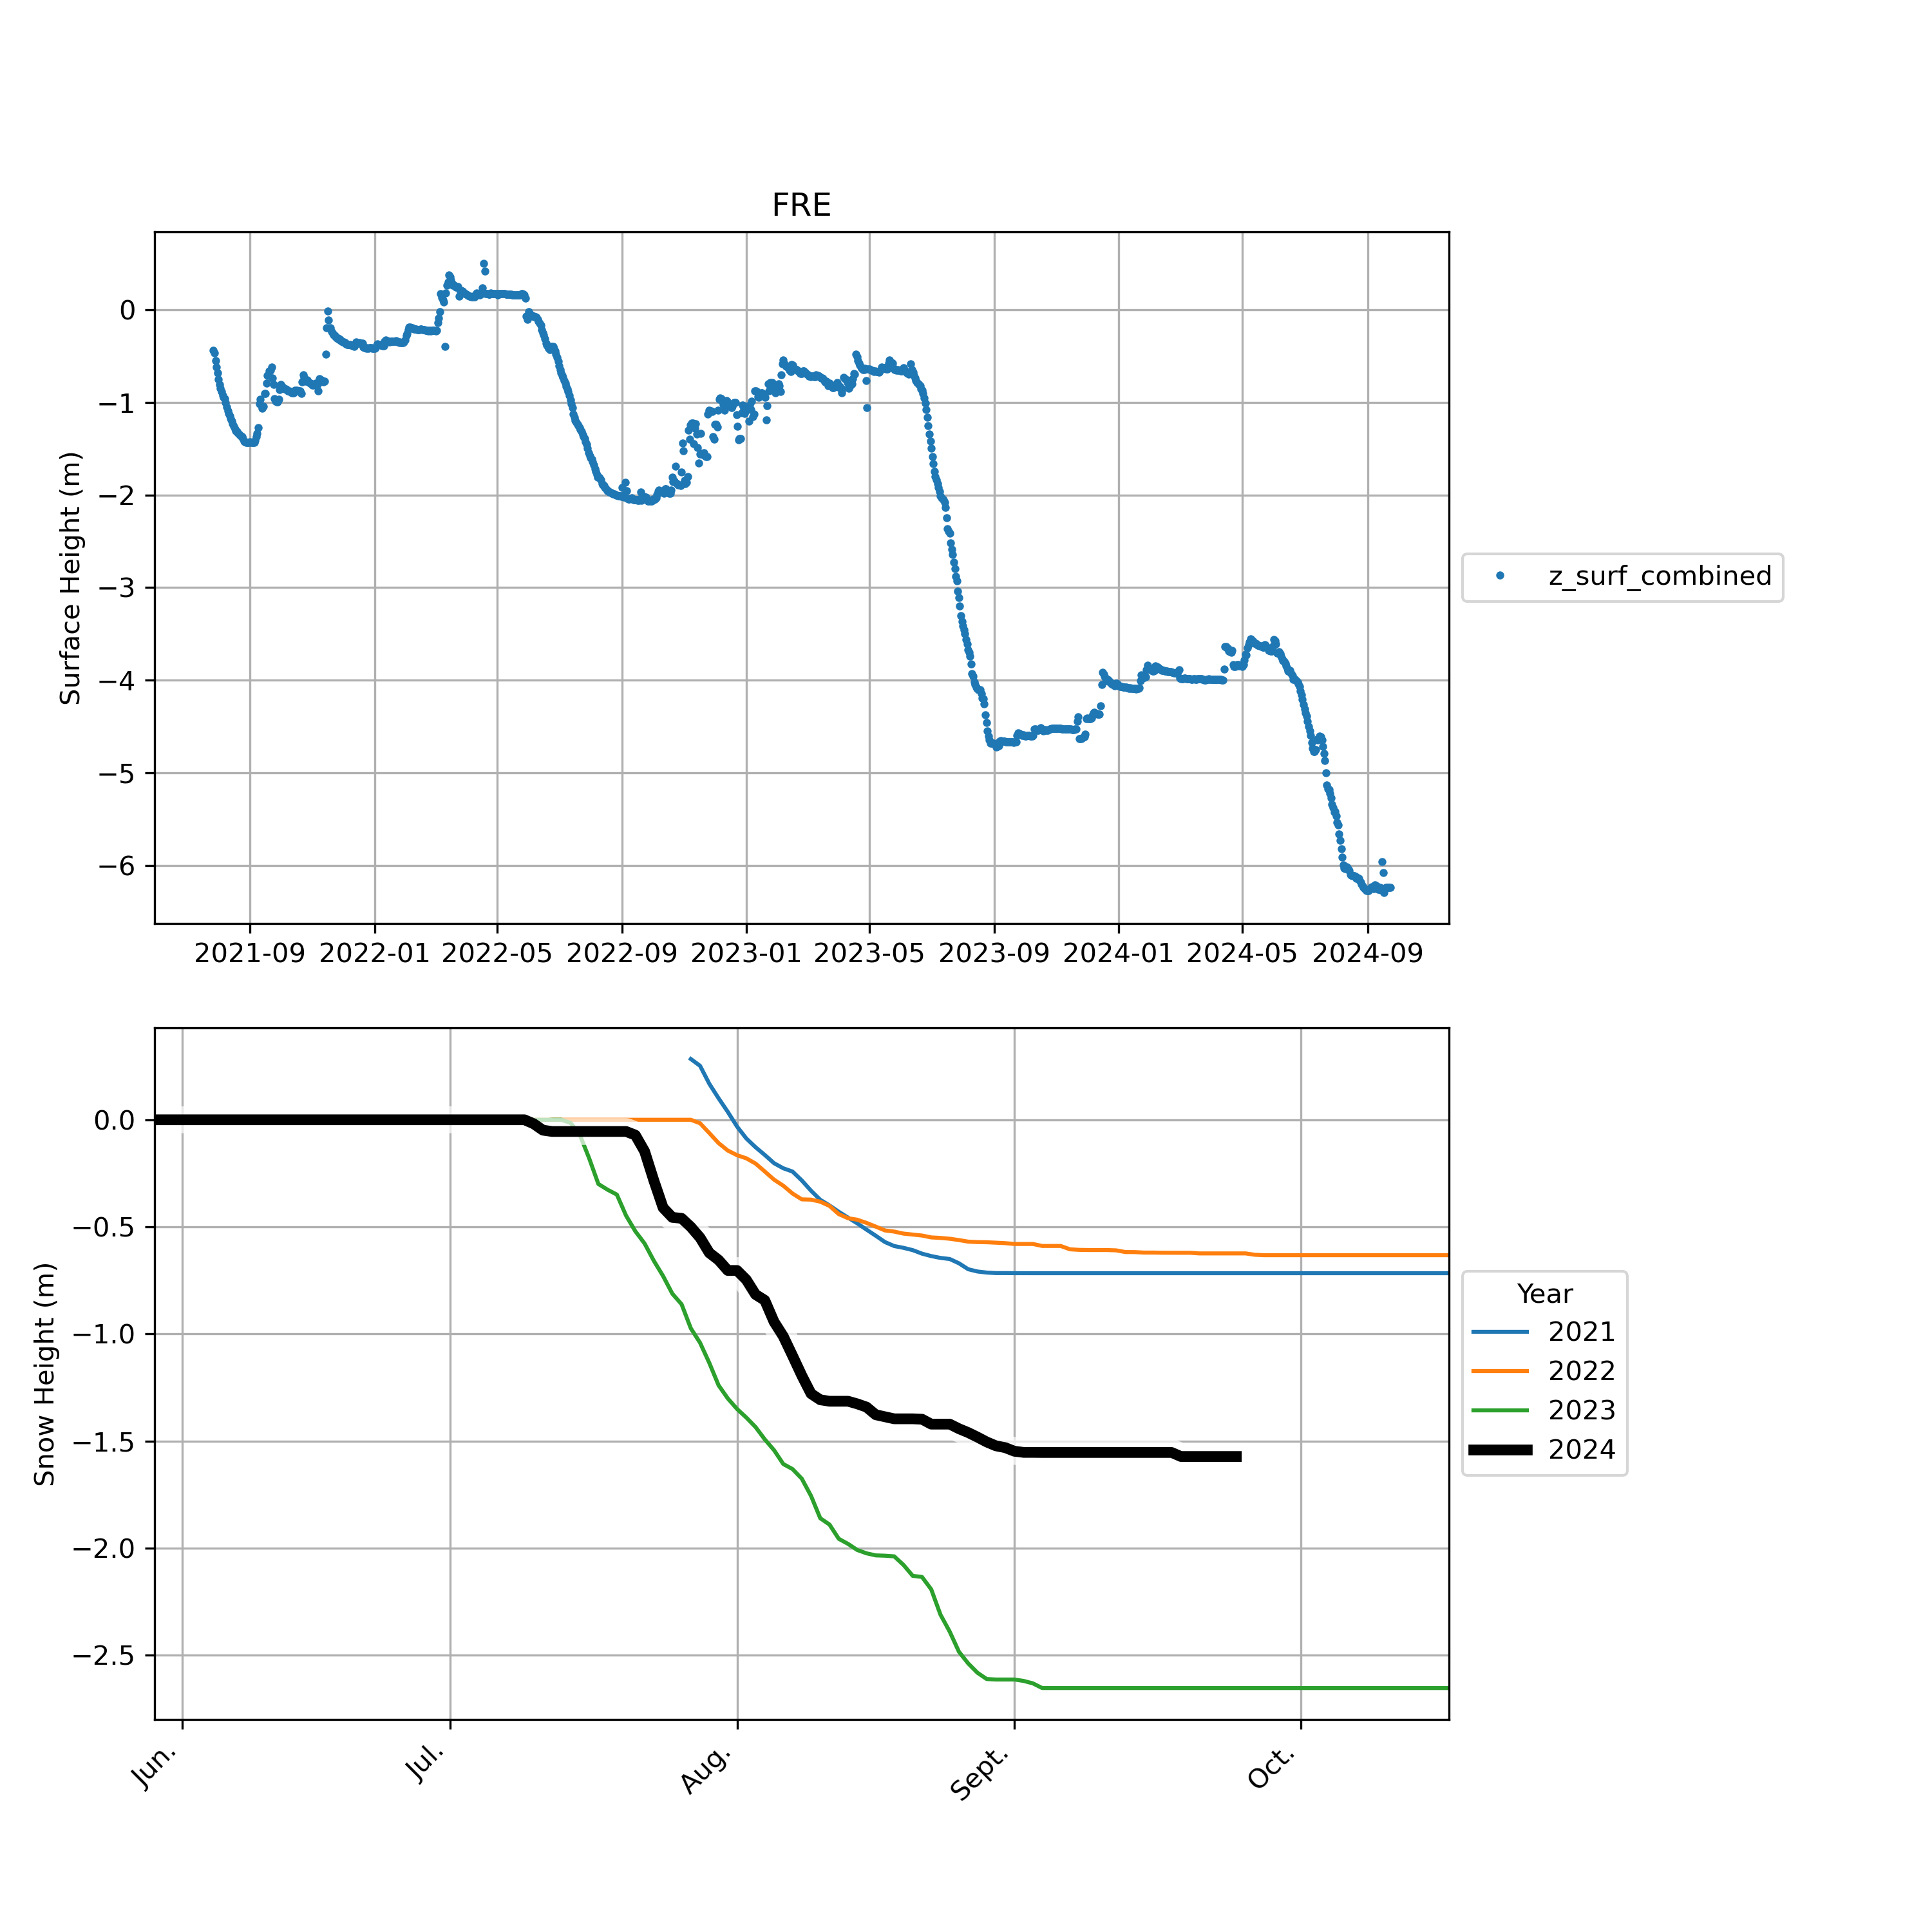 FRE
Surface Height (m)
0
−1
−2
−3
−4
−5
−6
2021-09 2022-01 2022-05 2022-09 2023-01 2023-05 2023-09 2024-01 2024-05 2024-09
z_surf_combined
Snow Height (m)
0.0
−0.5
−1.0
−1.5
−2.0
−2.5
Jun. Jul. Aug. Sept. Oct.
Year
2021
2022
2023
2024